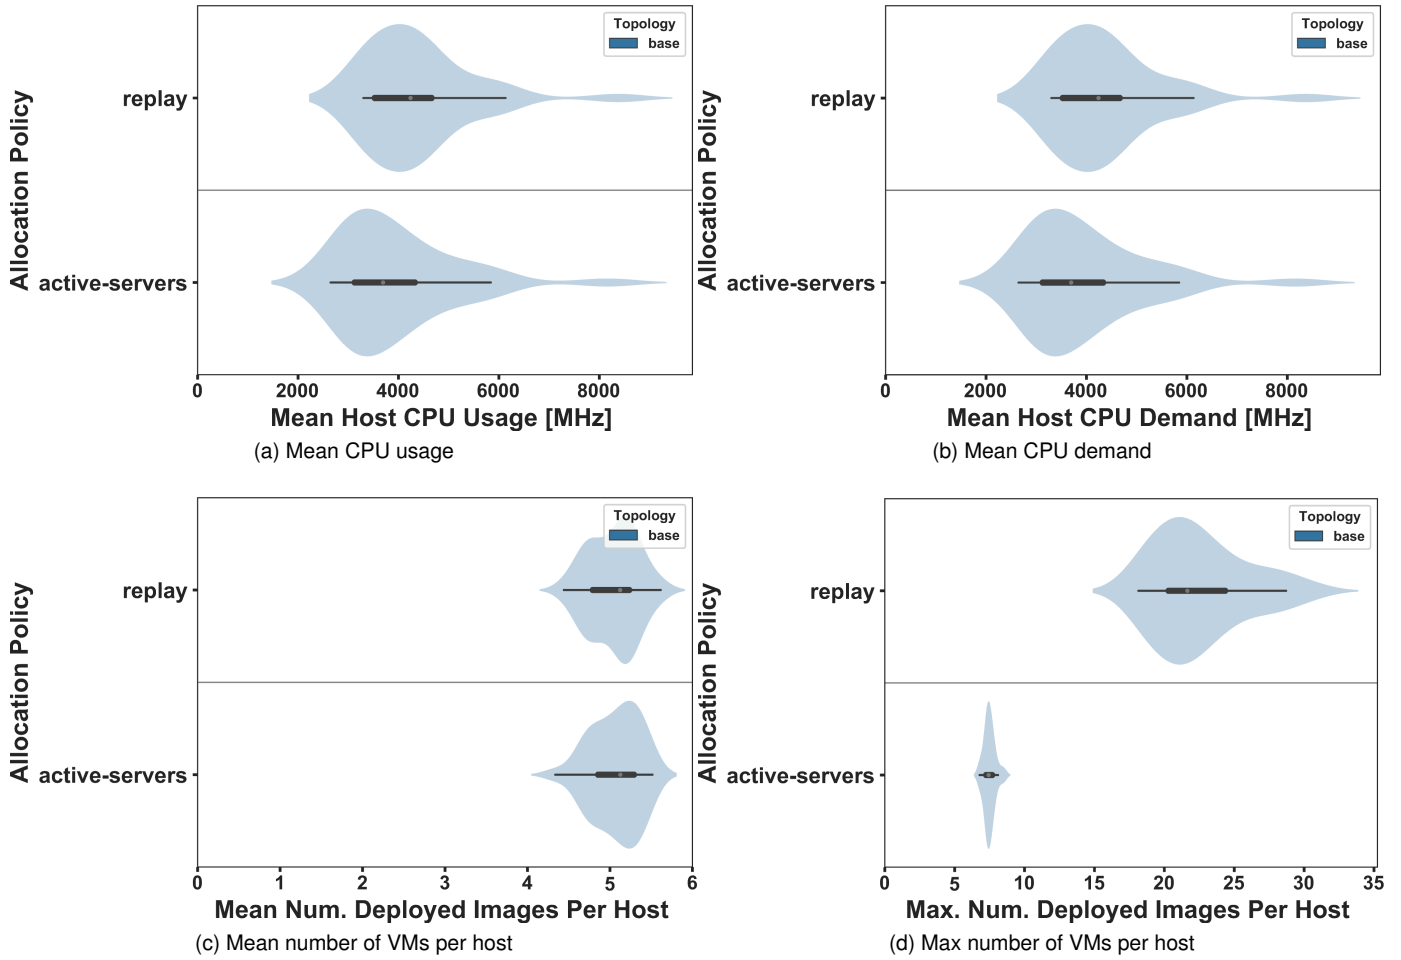 Topology
base
Allocation Policy
replay
active-servers
0 2000 4000 6000 8000
Mean Host CPU Usage [MHz]
(a) Mean CPU usage
Topology
base
Allocation Policy
replay
active-servers
0 2000 4000 6000 8000
Mean Host CPU Demand [MHz]
(b) Mean CPU demand
Topology
base
Allocation Policy
replay
active-servers
0 1 2 3 4 5 6
Mean Num. Deployed Images Per Host
(c) Mean number of VMs per host
Topology
base
Allocation Policy
replay
active-servers
0 5 10 15 20 25 30 35
Max. Num. Deployed Images Per Host
(d) Max number of VMs per host